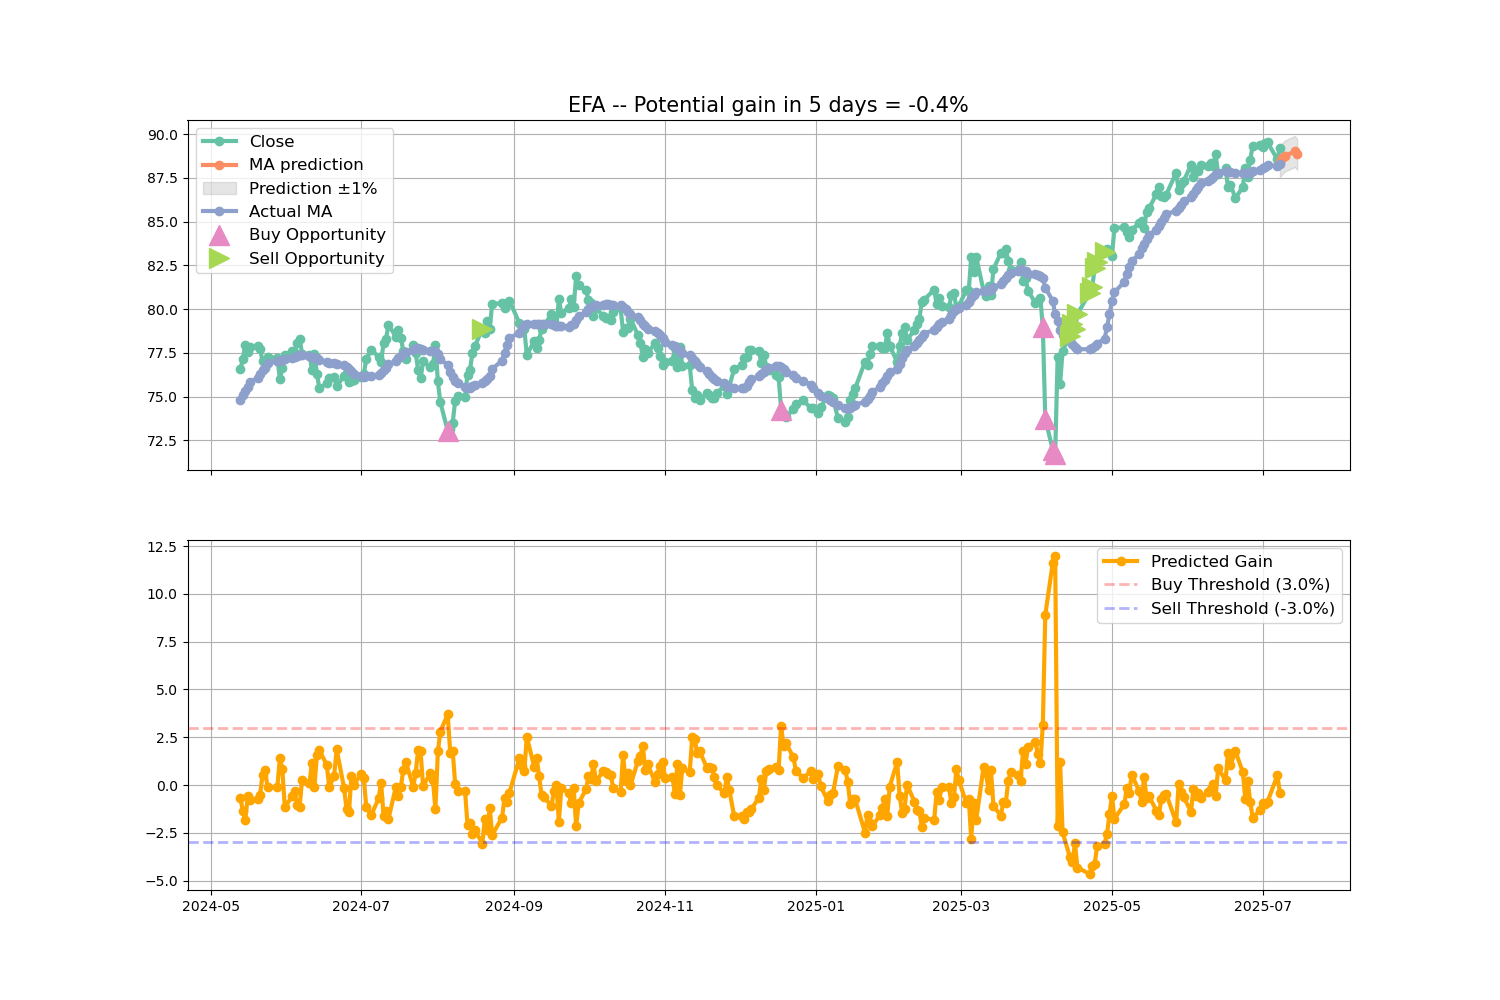 EFA -- Potential gain in 5 days = -0.4%
90.0
87.5
85.0
82.5
80.0
77.5
75.0
72.5
Close
MA prediction
Prediction ±1%
Actual MA
Buy Opportunity
Sell Opportunity
12.5
10.0
7.5
5.0
2.5
0.0
−2.5
−5.0
Predicted Gain
Buy Threshold (3.0%)
Sell Threshold (-3.0%)
2024-05 2024-07 2024-09 2024-11 2025-01 2025-03 2025-05 2025-07